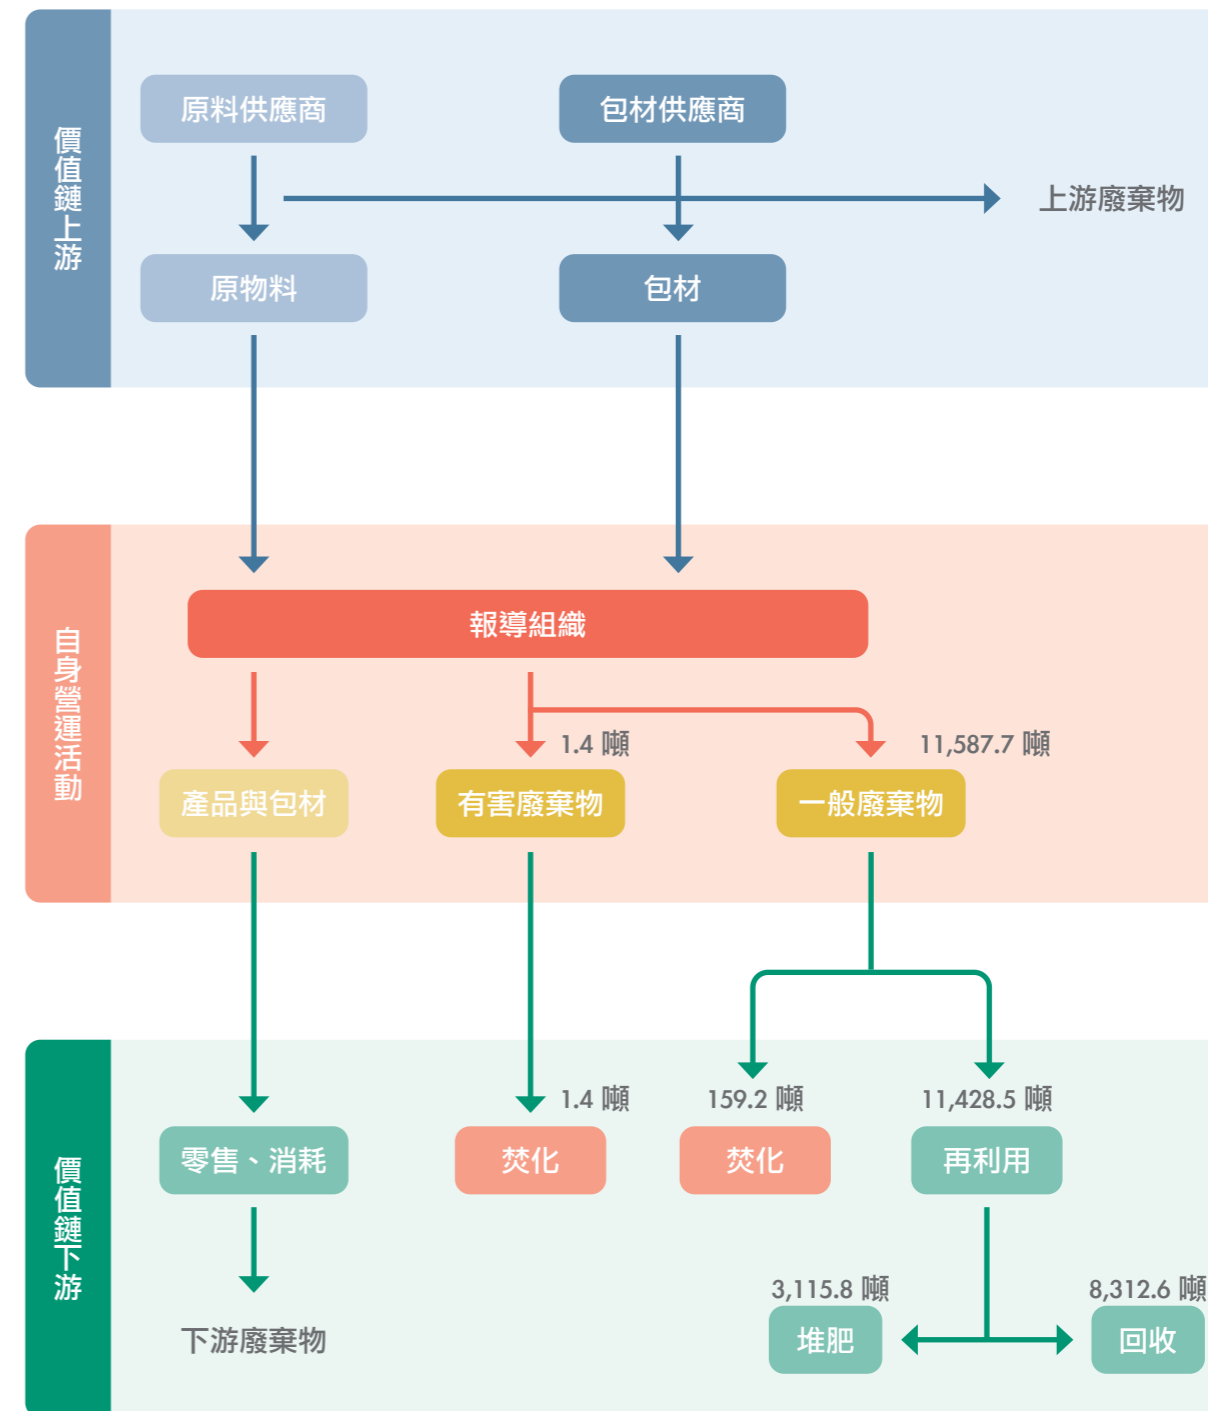 價值鏈上游
原料供應商
包材供應商
上游廢棄物
原物料
包材
自身營運活動
報導組織
1.4 噸
11,587.7 噸
產品與包材
有害廢棄物
一般廢棄物
價值鏈下游
1.4 噸
159.2 噸
11,428.5 噸
零售、消耗
焚化
焚化
再利用
3,115.8 噸
8,312.6 噸
下游廢棄物
堆肥
回收